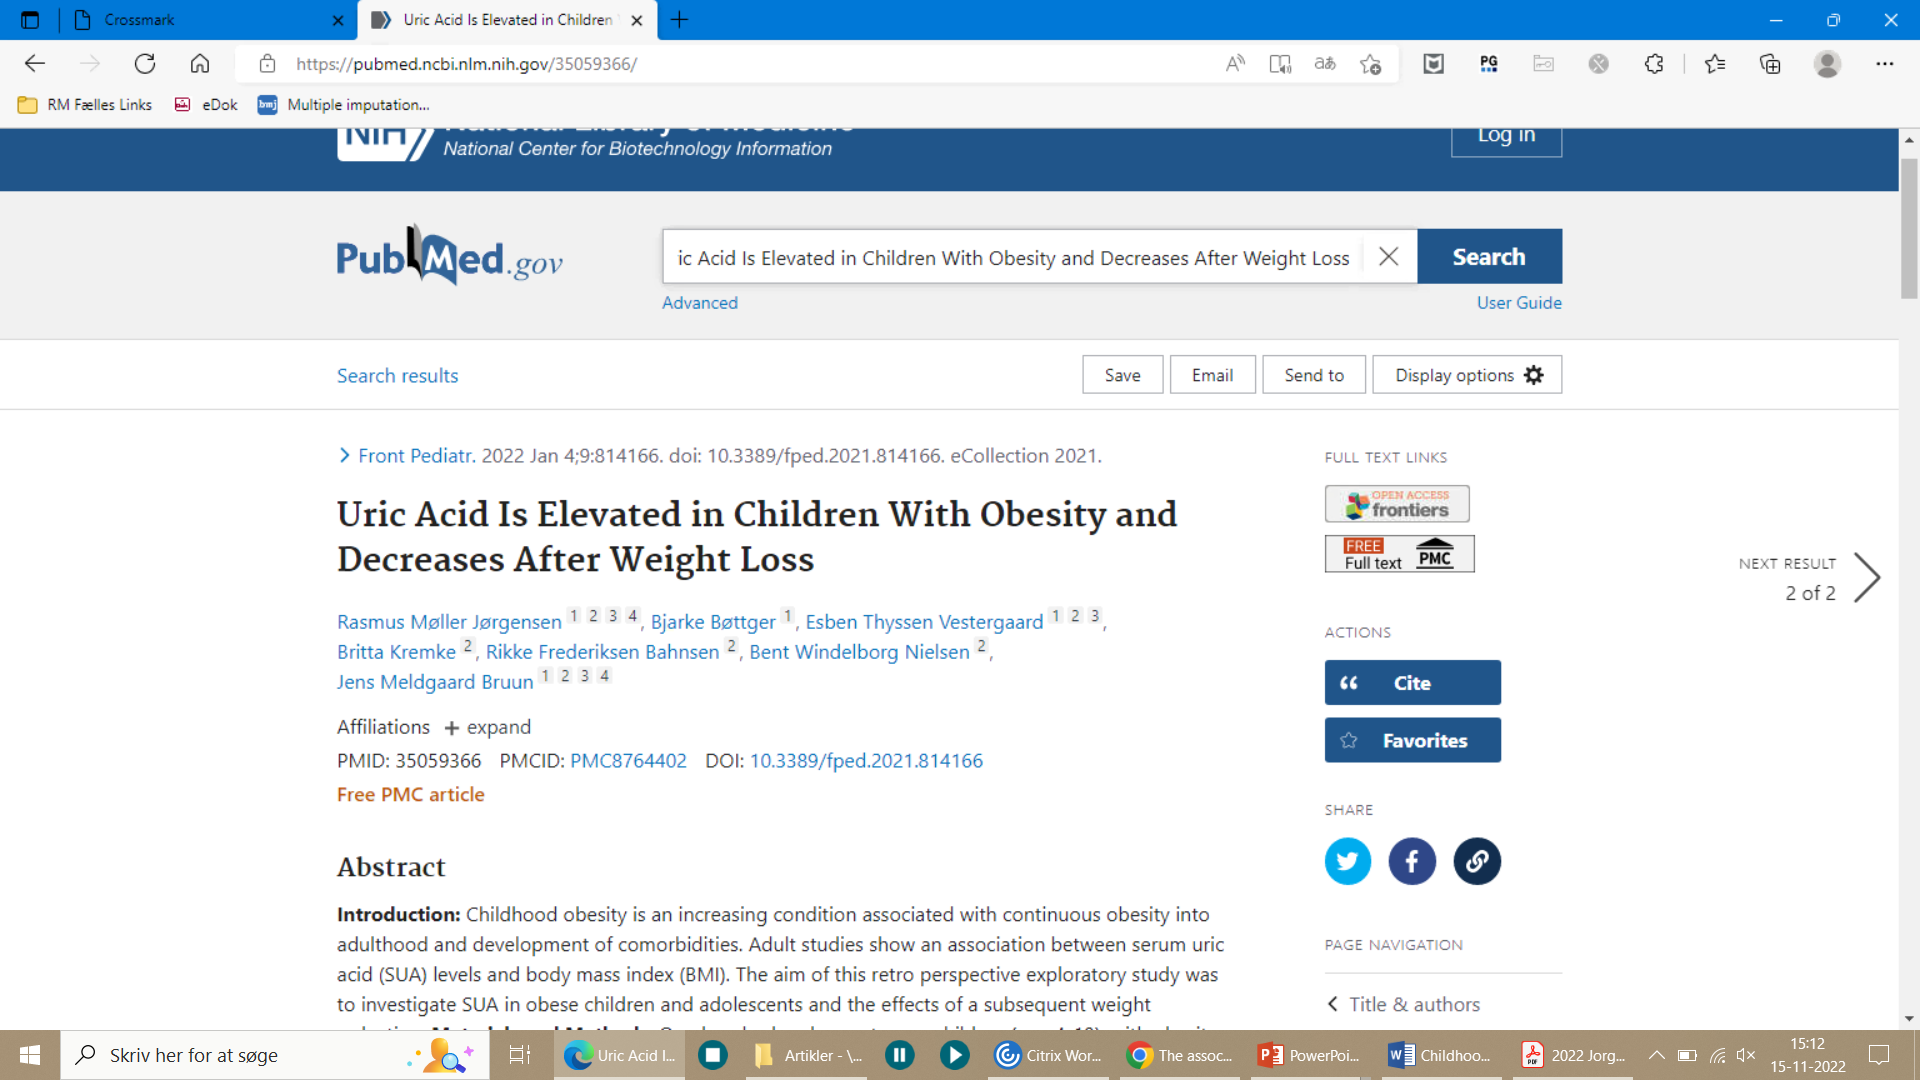 Crossmark
Uric Acid Is Elevated in Children
https://pubmed.ncbi.nlm.nih.gov/35059366/
RM Fælles Links
eDok
bmj Multiple imputation...
NIH National Library of Medicine
National Center for Biotechnology Information
Log in
PubMed.gov
ic Acid Is Elevated in Children With Obesity and Decreases After Weight Loss
Search
Advanced
User Guide
Search results
Save
Email
Send to
Display options
Front Pediatr. 2022 Jan 4;9:814166. doi: 10.3389/fped.2021.814166. eCollection 2021.
Uric Acid Is Elevated in Children With Obesity and
Decreases After Weight Loss
Rasmus Møller Jørgensen 1 2 3 4, Bjarke Bøttger 1, Esben Thyssen Vestergaard 1 2 3,
Britta Kremke 2, Rikke Frederiksen Bahnsen 2, Bent Windelborg Nielsen 2,
Jens Meldgaard Bruun 1 2 3 4
Affiliations + expand
PMID: 35059366 PMCID: PMC8764402 DOI: 10.3389/fped.2021.814166
Free PMC article
Abstract
Introduction: Childhood obesity is an increasing condition associated with continuous obesity into
adulthood and development of comorbidities. Adult studies show an association between serum uric
acid (SUA) levels and body mass index (BMI). The aim of this retro perspective exploratory study was
to investigate SUA in obese children and adolescents and the effects of a subsequent weight
FULL TEXT LINKS
OPEN ACCESS
frontiers
FREE
Full text PMC
NEXT RESULT
2 of 2
ACTIONS
Cite
Favorites
SHARE
PAGE NAVIGATION
Title & authors
Skriv her for at søge
Uric Acid I...
Artikler - \...
Citrix Wor...
The assoc...
PowerPoi...
Childhoo...
2022 Jorg...
15:12
15-11-2022